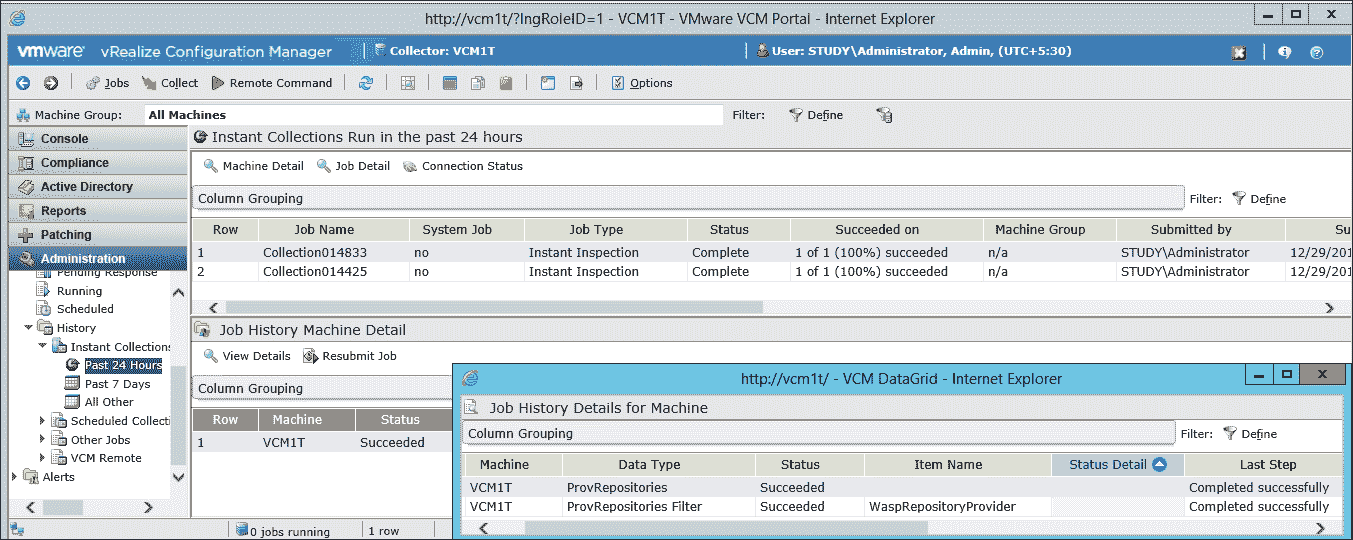 http://vcm1t/?lngRoleID=1 - VCM1T - VMware VCM Portal - Internet Explorer
vmware vRealize Configuration Manager Collector: VCM1T User: STUDY\Administrator, Admin, (UTC+5:30)
Jobs Collect Remote Command Options
Machine Group: All Machines Filter: Define
Console
Compliance
Active Directory
Reports
Patching
Administration
Pending Response
Running
Scheduled
History
Instant Collections
Past 24 Hours
Past 7 Days
All Other
Scheduled Collecti
Other Jobs
VCM Remote
Alerts
Instant Collections Run in the past 24 hours
Machine Detail Job Detail Connection Status
Column Grouping Filter: Define
Row Job Name System Job Job Type Status Succeeded on Machine Group Submitted by Su
1 Collection014833 no Instant Inspection Complete 1 of 1 (100%) succeeded n/a STUDY\Administrator 12/29/201
2 Collection014425 no Instant Inspection Complete 1 of 1 (100%) succeeded n/a STUDY\Administrator 12/29/201
Job History Machine Detail
View Details Resubmit Job
Column Grouping
Row Machine Status
1 VCM1T Succeeded
http://vcm1t/ - VCM DataGrid - Internet Explorer
Job History Details for Machine
Column Grouping Filter: Define
Machine Data Type Status Item Name Status Detail Last Step
VCM1T ProvRepositories Succeeded Completed successfully
VCM1T ProvRepositories Filter Succeeded WaspRepositoryProvider Completed successfully
0 jobs running 1 row